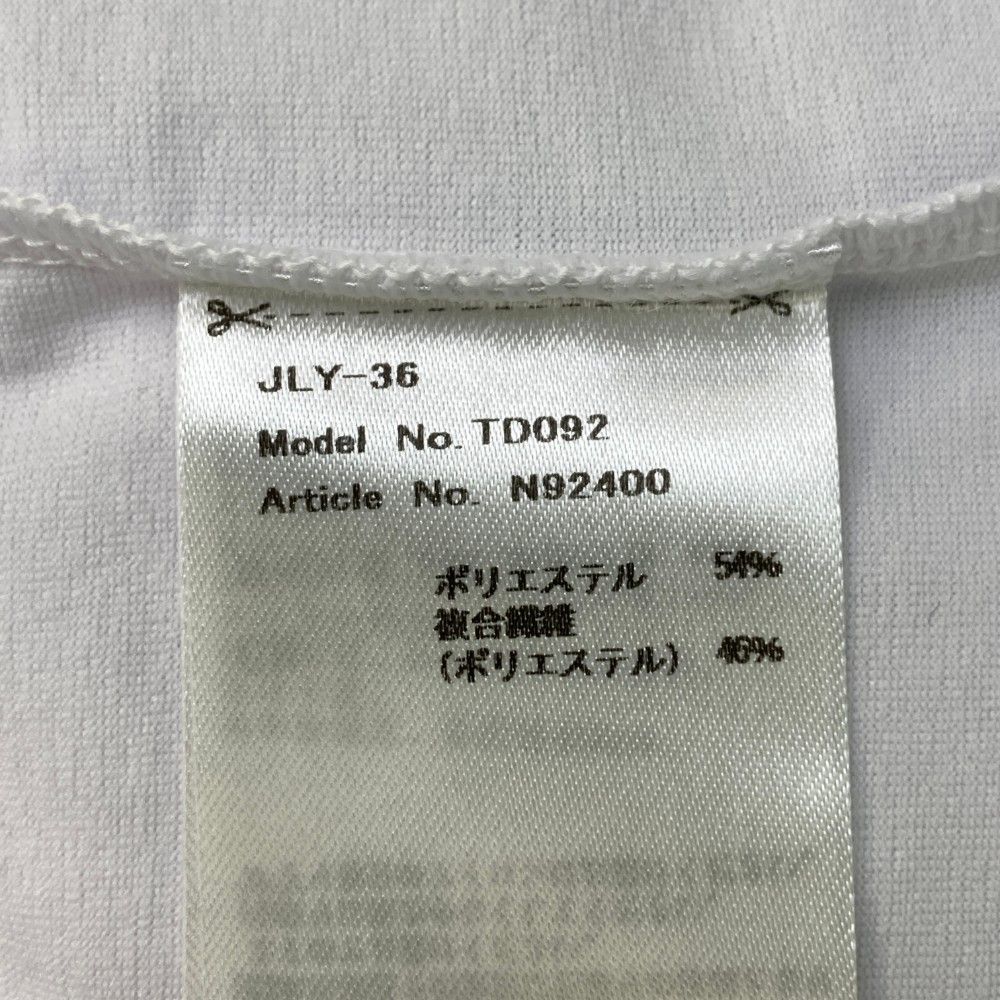 JLY-36
Model No. TD092
Article No. N92400
ポリエステル 54%
複合繊維
(ポリエステル) 46%